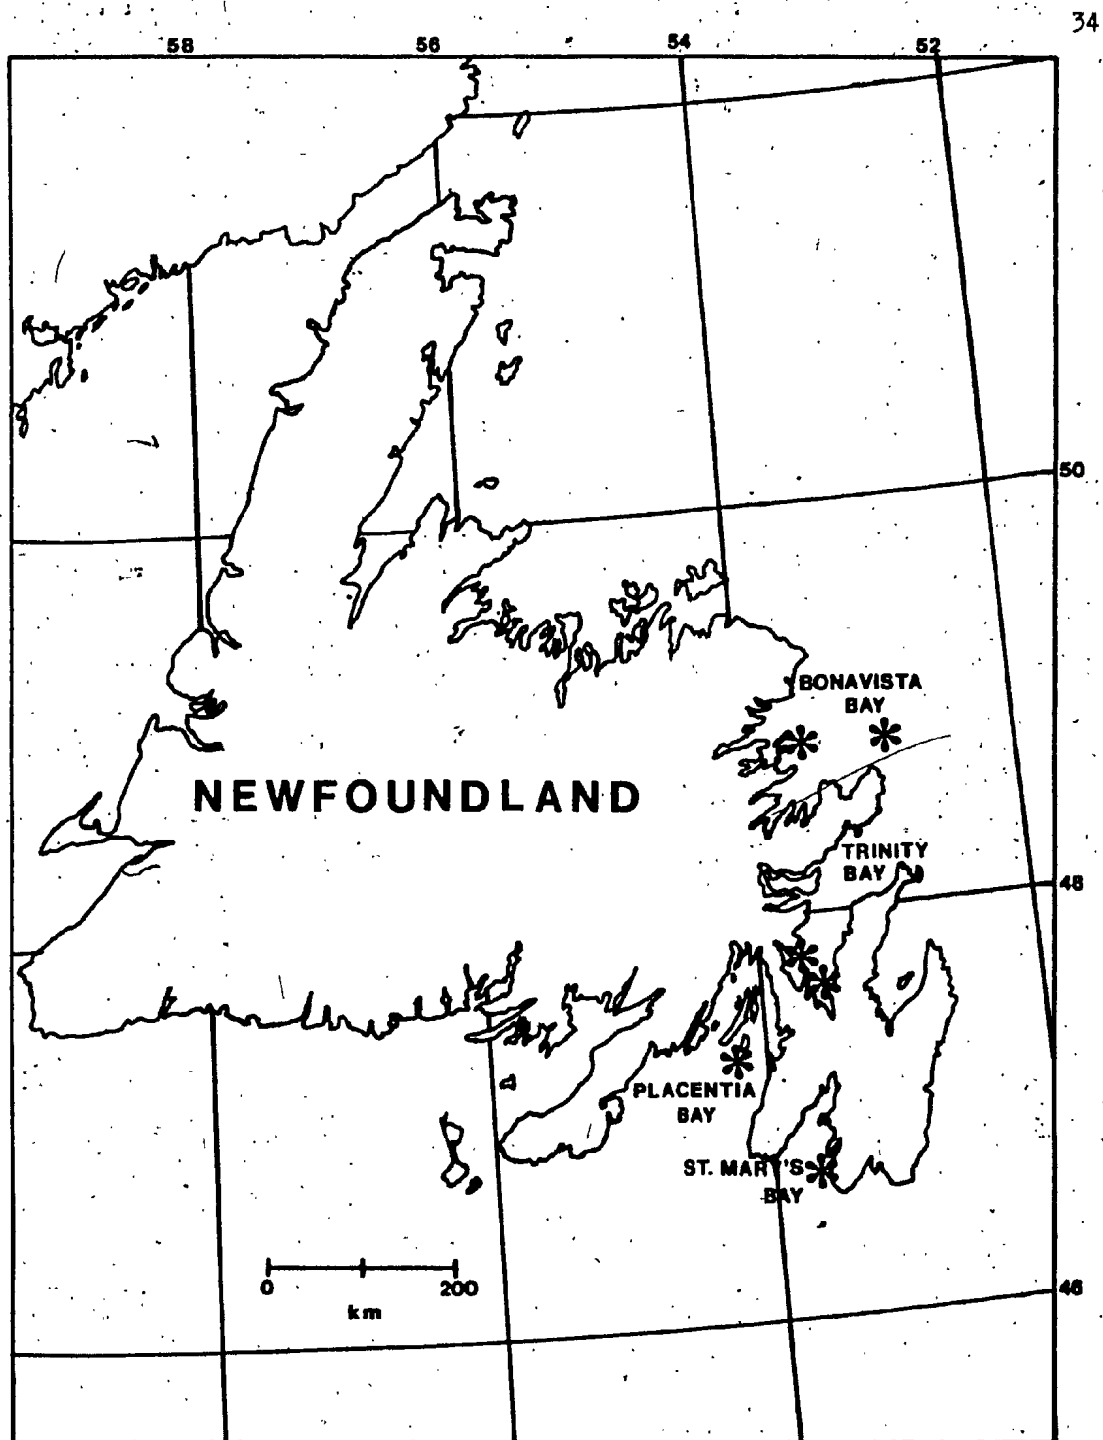 34
58 56 54 52
50
BONAVISTA
BAY
NEWFOUNDLAND
TRINITY
BAY
48
PLACENTIA
BAY
ST. MARY'S
BAY
0 200
km
46